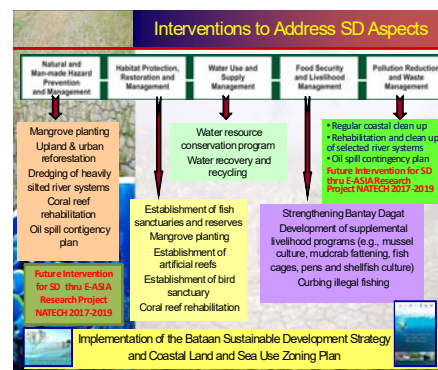 Interventions to Address SD Aspects
Natural and
Man-made Hazard
Prevention
and Management
Habitat Protection,
Restoration and
Management
Water Use and
Supply
Management
Food Security
and Livelihood
Management
Pollution Reduction
and Waste
Management
Mangrove planting
Upland & urban
reforestation
Dredging of heavily
silted river systems
Coral reef
rehabilitation
Oil spill contigency
plan
Future Intervention
for SD thru E-ASIA
Research Project
NATECH 2017-2019
Establishment of fish
sanctuaries and reserves
Mangrove planting
Establishment of
artificial reefs
Establishment of bird
sanctuary
Coral reef rehabilitation
Water resource
conservation program
Water recovery and
recycling
Strengthening Bantay Dagat
Development of supplemental
livelihood programs (e.g., mussel
culture, mudcrab fattening, fish
cages, pens and shellfish culture)
Curbing illegal fishing
• Regular coastal clean up
• Rehabilitation and clean up
of selected river systems
• Oil spill contingency plan
Future Intervention for SD
thru E-ASIA Research
Project NATECH 2017-2019
Implementation of the Bataan Sustainable Development Strategy
and Coastal Land and Sea Use Zoning Plan